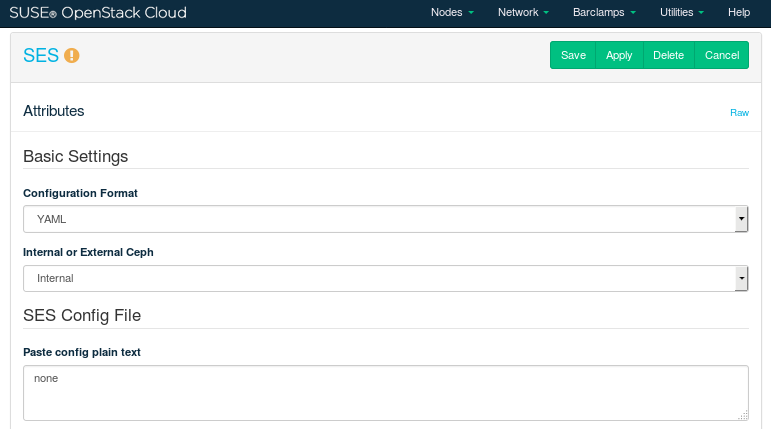 SUSE® OpenStack Cloud
Nodes Network Barclamps Utilities Help
SES
Save Apply Delete Cancel
Attributes
Raw
Basic Settings
Configuration Format
YAML
Internal or External Ceph
Internal
SES Config File
Paste config plain text
none